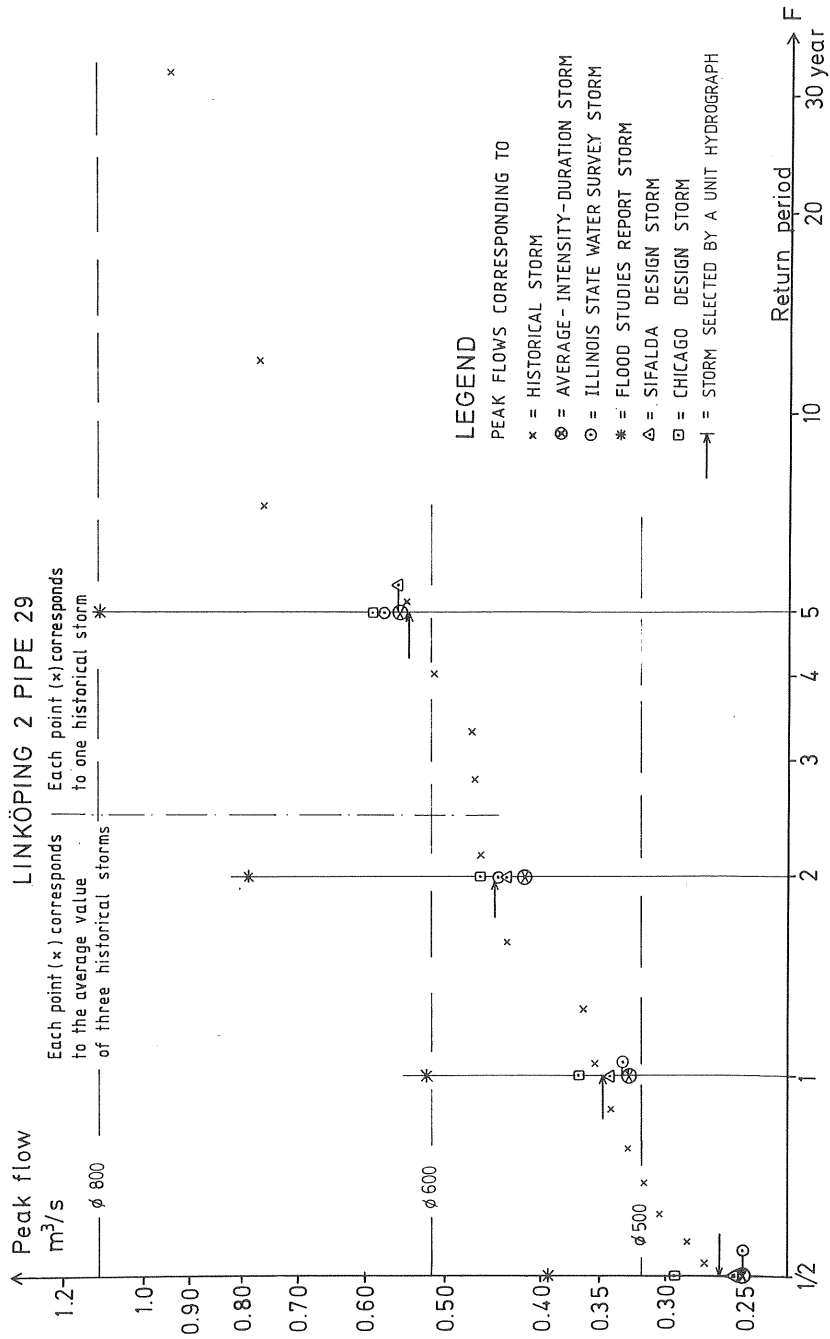 LINKÖPING 2 PIPE 29
Peak flow
m³/s
Each point (×) corresponds
to the average value
of three historical storms
Each point (×) corresponds
to one historical storm
1.2
1.0
0.90
0.80
0.60
0.50
0.40
0.35
0.30
0.25
ø 800
ø 600
ø 500
LEGEND
PEAK FLOWS CORRESPONDING TO
× = HISTORICAL STORM
⊗ = AVERAGE-INTENSITY-DURATION STORM
⊙ = ILLINOIS STATE WATER SURVEY STORM
* = FLOOD STUDIES REPORT STORM
△ = SIFALDA DESIGN STORM
⊡ = CHICAGO DESIGN STORM
→| = STORM SELECTED BY A UNIT HYDROGRAPH
1/2
1
2
3
4
5
10
20
30 year
Return period
F